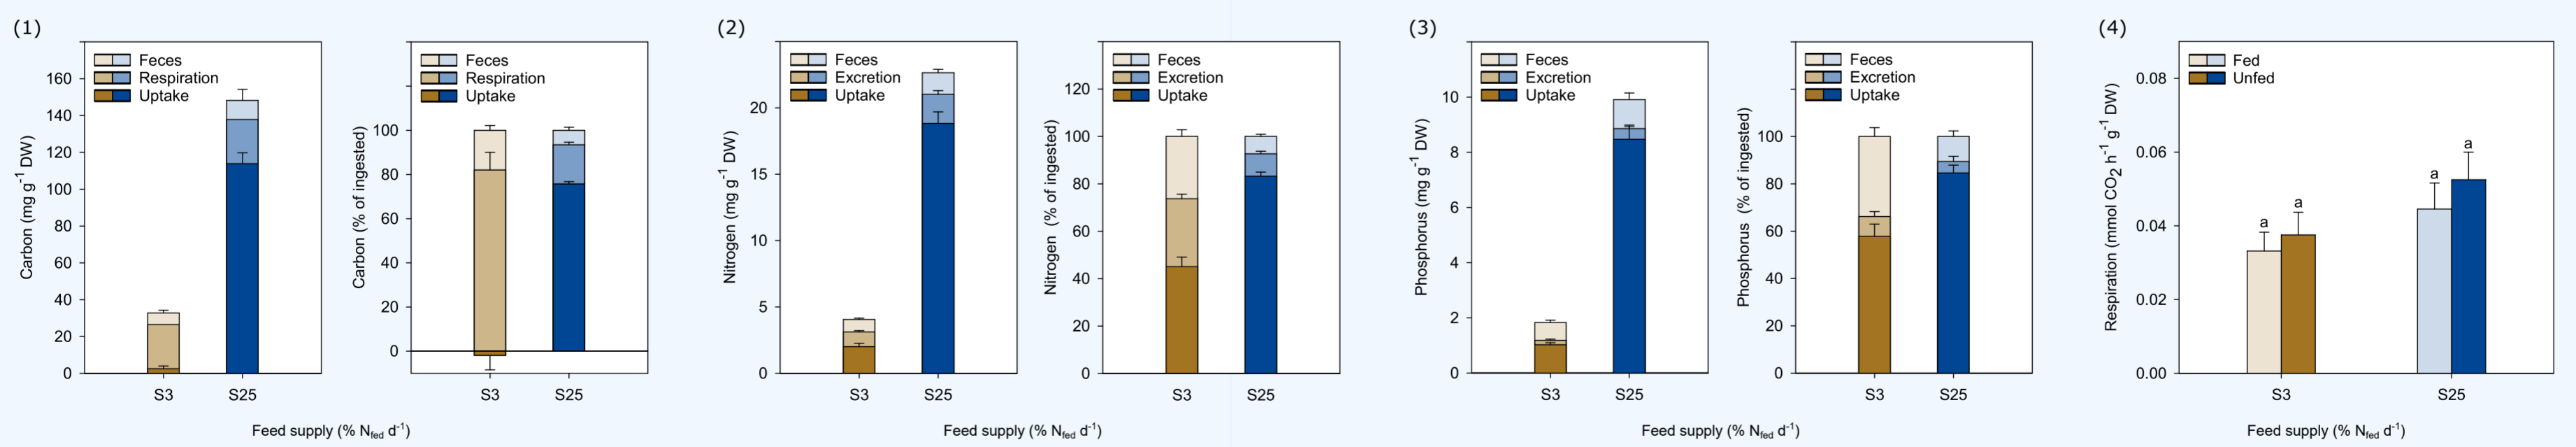 (1)
Feces
Respiration
Uptake
Carbon (mg g-1 DW)
160
140
120
100
80
60
40
20
0
S3
S25
Feces
Respiration
Uptake
Carbon (% of ingested)
100
80
60
40
20
0
S3
S25
Feed supply (% Nfed d-1)
(2)
Feces
Excretion
Uptake
Nitrogen (mg g-1 DW)
20
15
10
5
0
S3
S25
Feces
Excretion
Uptake
Nitrogen (% of ingested)
120
100
80
60
40
20
0
S3
S25
Feed supply (% Nfed d-1)
(3)
Feces
Excretion
Uptake
Phosphorus (mg g-1 DW)
10
8
6
4
2
0
S3
S25
Feces
Excretion
Uptake
Phosphorus (% of ingested)
100
80
60
40
20
0
S3
S25
Feed supply (% Nfed d-1)
(4)
Fed
Unfed
Respiration (mmol CO2 h-1 g-1 DW)
0.08
0.06
0.04
0.02
0.00
a
a
a
a
S3
S25
Feed supply (% Nfed d-1)